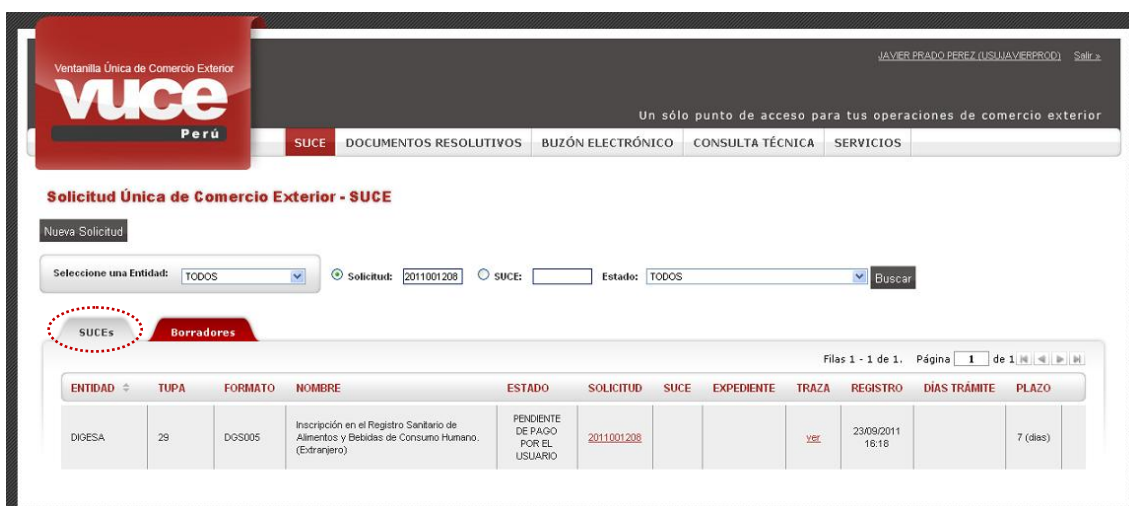 JAVIER PRADO PEREZ (USUJAVIERPROD) Salir »
Ventanilla Única de Comercio Exterior
vuce
Perú
Un sólo punto de acceso para tus operaciones de comercio exterior
SUCE DOCUMENTOS RESOLUTIVOS BUZÓN ELECTRÓNICO CONSULTA TÉCNICA SERVICIOS
Solicitud Única de Comercio Exterior - SUCE
Nueva Solicitud
Seleccione una Entidad: TODOS Solicitud: 2011001208 SUCE: Estado: TODOS Buscar
SUCEs Borradores
Filas 1 - 1 de 1. Página 1 de 1
ENTIDAD TUPA FORMATO NOMBRE ESTADO SOLICITUD SUCE EXPEDIENTE TRAZA REGISTRO DÍAS TRÁMITE PLAZO
DIGESA 29 DGS005 Inscripción en el Registro Sanitario de
Alimentos y Bebidas de Consumo Humano.
(Extranjero)
PENDIENTE
DE PAGO
POR EL
USUARIO
2011001208 ver 23/09/2011
16:18
7 (dias)